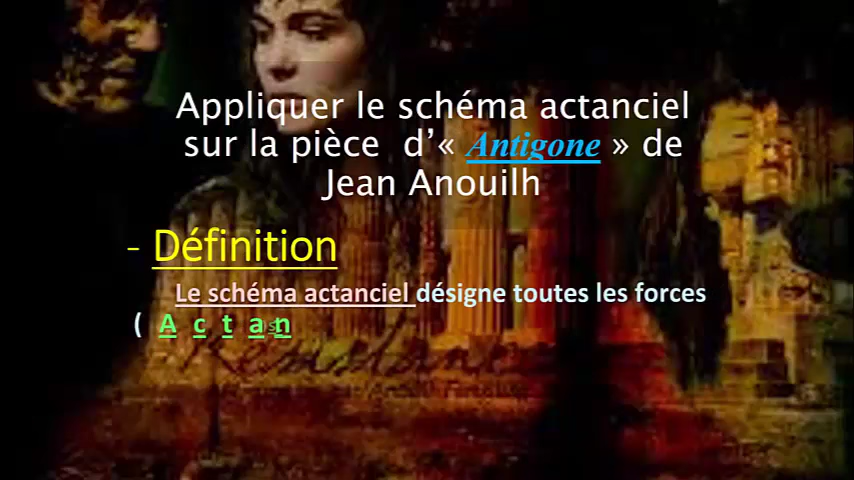 Appliquer le schéma actanciel
sur la pièce d’« Antigone » de
Jean Anouilh
- Définition
Le schéma actanciel désigne toutes les forces
( A c t a n